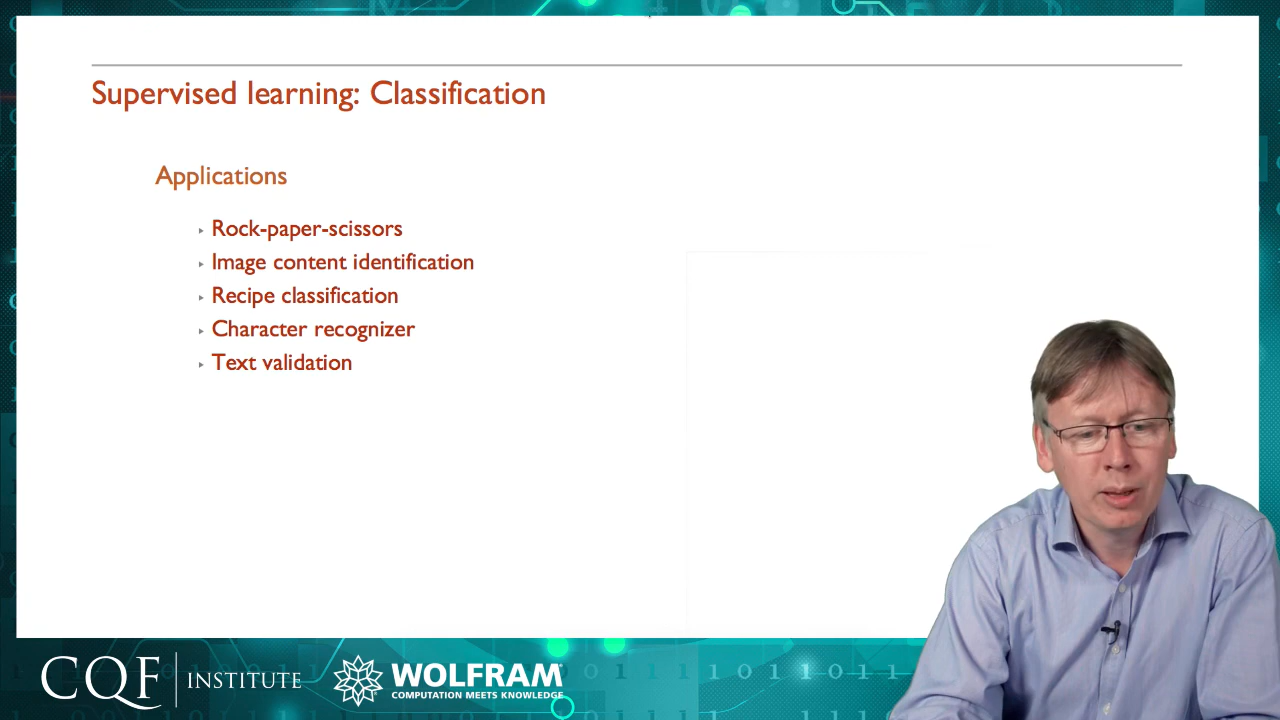 Supervised learning: Classification
Applications
Rock-paper-scissors
Image content identification
Recipe classification
Character recognizer
Text validation
CQF INSTITUTE
WOLFRAM
COMPUTATION MEETS KNOWLEDGE